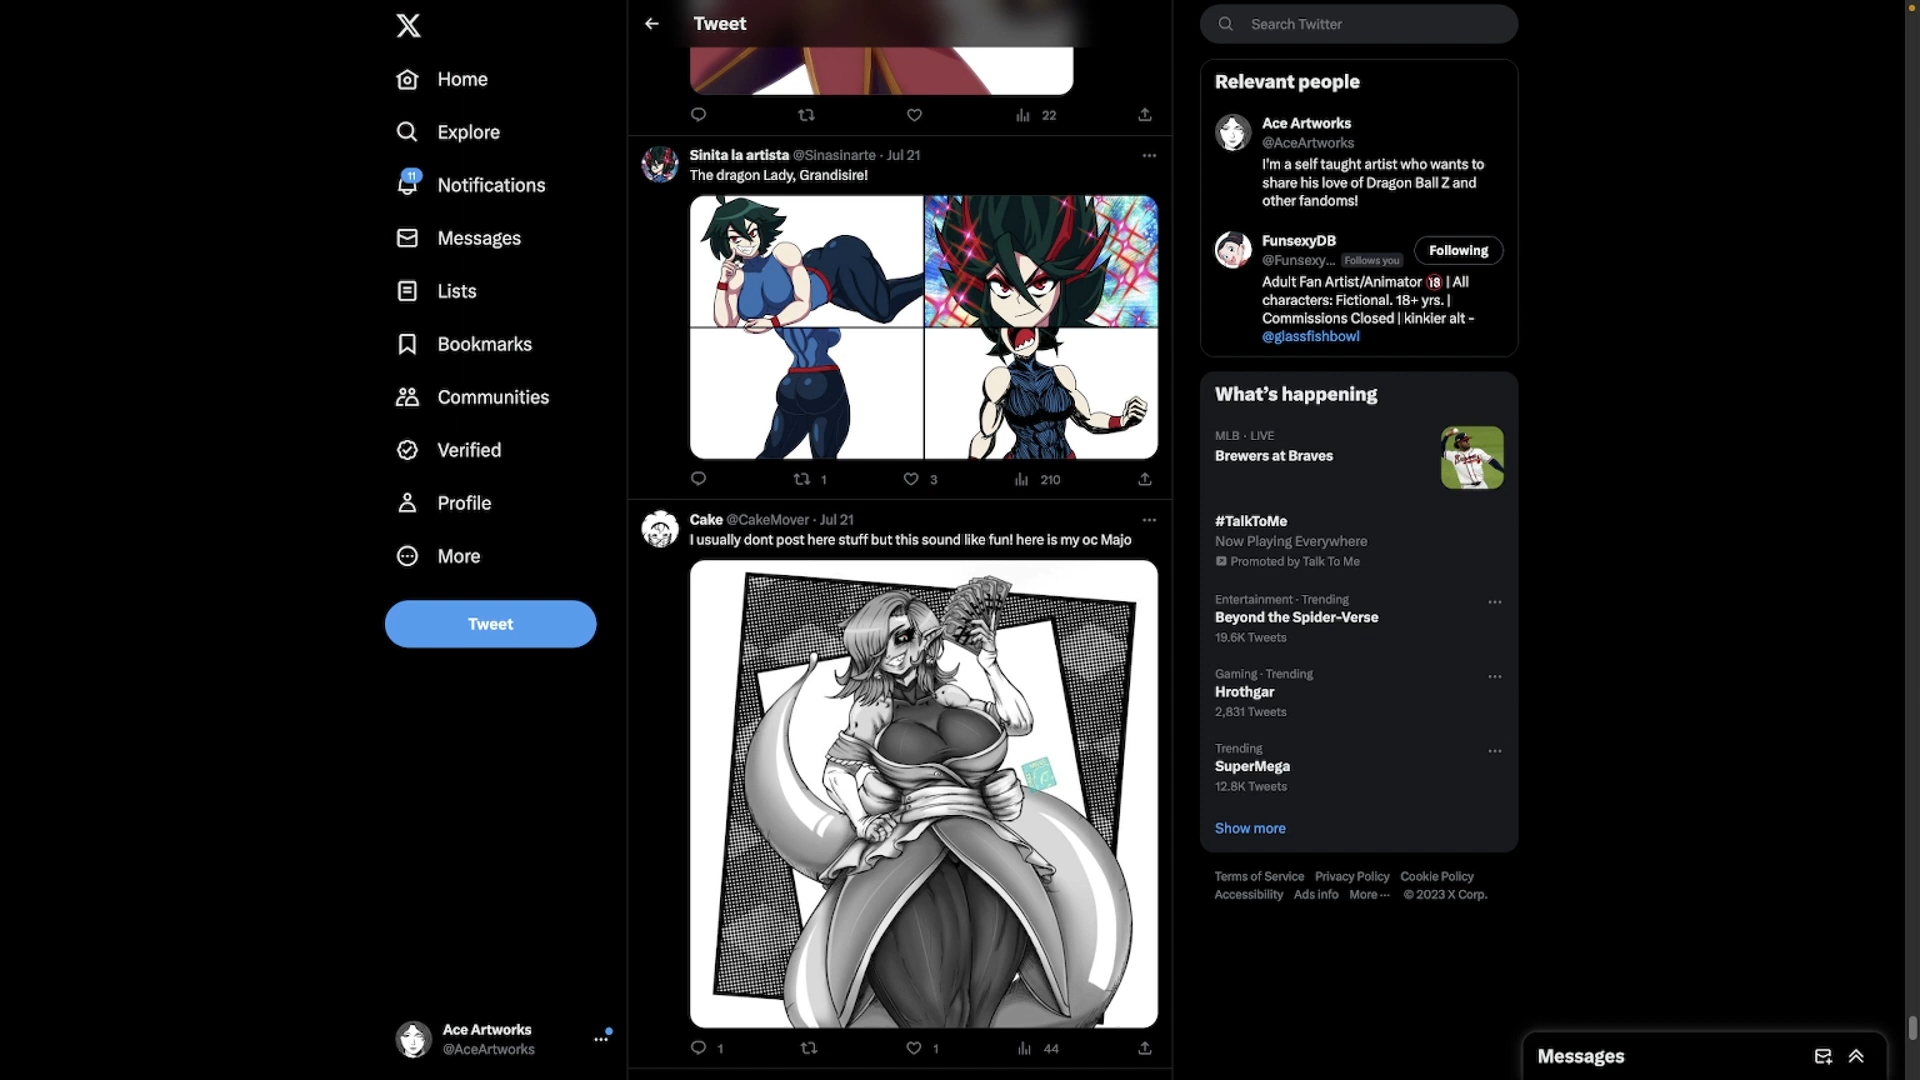 Home
Explore
11
Notifications
Messages
Lists
Bookmarks
Communities
Verified
Profile
More
Tweet
Ace Artworks
@AceArtworks
Tweet
22
Sinita la artista @Sinasinarte · Jul 21
The dragon Lady, Grandisire!
1 3 210
Cake @CakeMover · Jul 21
I usually dont post here stuff but this sound like fun! here is my oc Majo
1 1 44
Search Twitter
Relevant people
Ace Artworks
@AceArtworks
I'm a self taught artist who wants to
share his love of Dragon Ball Z and
other fandoms!
FunsexyDB
@Funsexy... Follows you
Following
Adult Fan Artist/Animator 🔞 | All
characters: Fictional. 18+ yrs. |
Commissions Closed | kinkier alt -
@glassfishbowl
What's happening
MLB · LIVE
Brewers at Braves
#TalkToMe
Now Playing Everywhere
Promoted by Talk To Me
Entertainment · Trending
Beyond the Spider-Verse
19.6K Tweets
Gaming · Trending
Hrothgar
2,831 Tweets
Trending
SuperMega
12.8K Tweets
Show more
Terms of Service Privacy Policy Cookie Policy
Accessibility Ads info More ··· © 2023 X Corp.
Messages